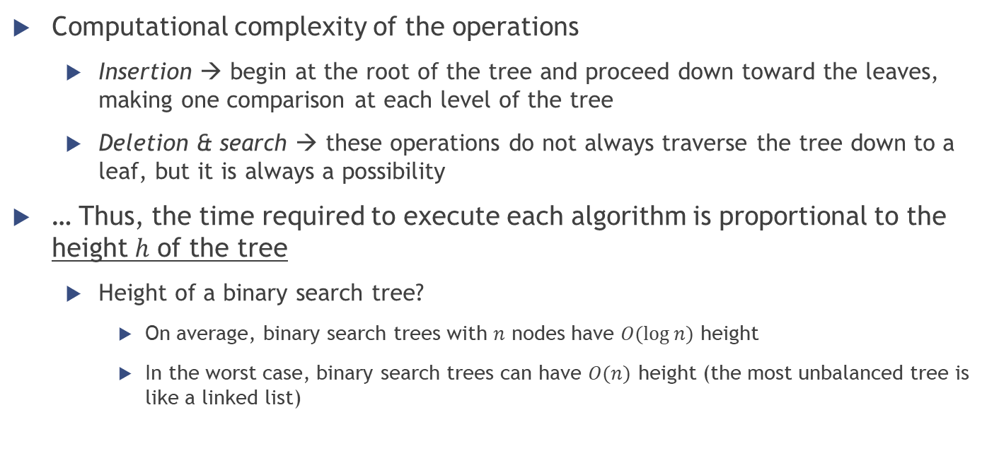 Computational complexity of the operations
Insertion → begin at the root of the tree and proceed down toward the leaves,
making one comparison at each level of the tree
Deletion & search → these operations do not always traverse the tree down to a
leaf, but it is always a possibility
… Thus, the time required to execute each algorithm is proportional to the
height h of the tree
Height of a binary search tree?
On average, binary search trees with n nodes have O(log n) height
In the worst case, binary search trees can have O(n) height (the most unbalanced tree is
like a linked list)